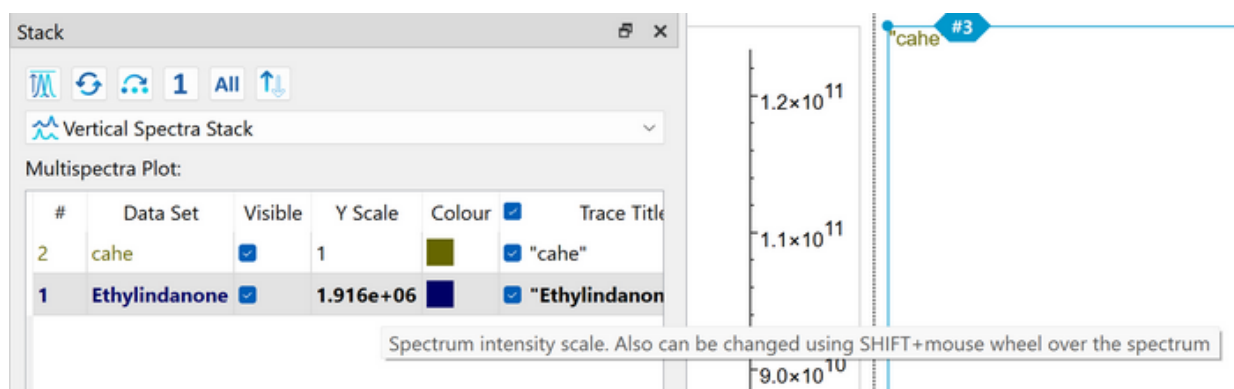 Stack
1 All
Vertical Spectra Stack
Multispectra Plot:
# Data Set Visible Y Scale Colour Trace Title
2 cahe 1 "cahe"
1 Ethylindanone 1.916e+06 "Ethylindanon
Spectrum intensity scale. Also can be changed using SHIFT+mouse wheel over the spectrum
1.2×10¹¹
1.1×10¹¹
9.0×10¹⁰
"cahe
#3